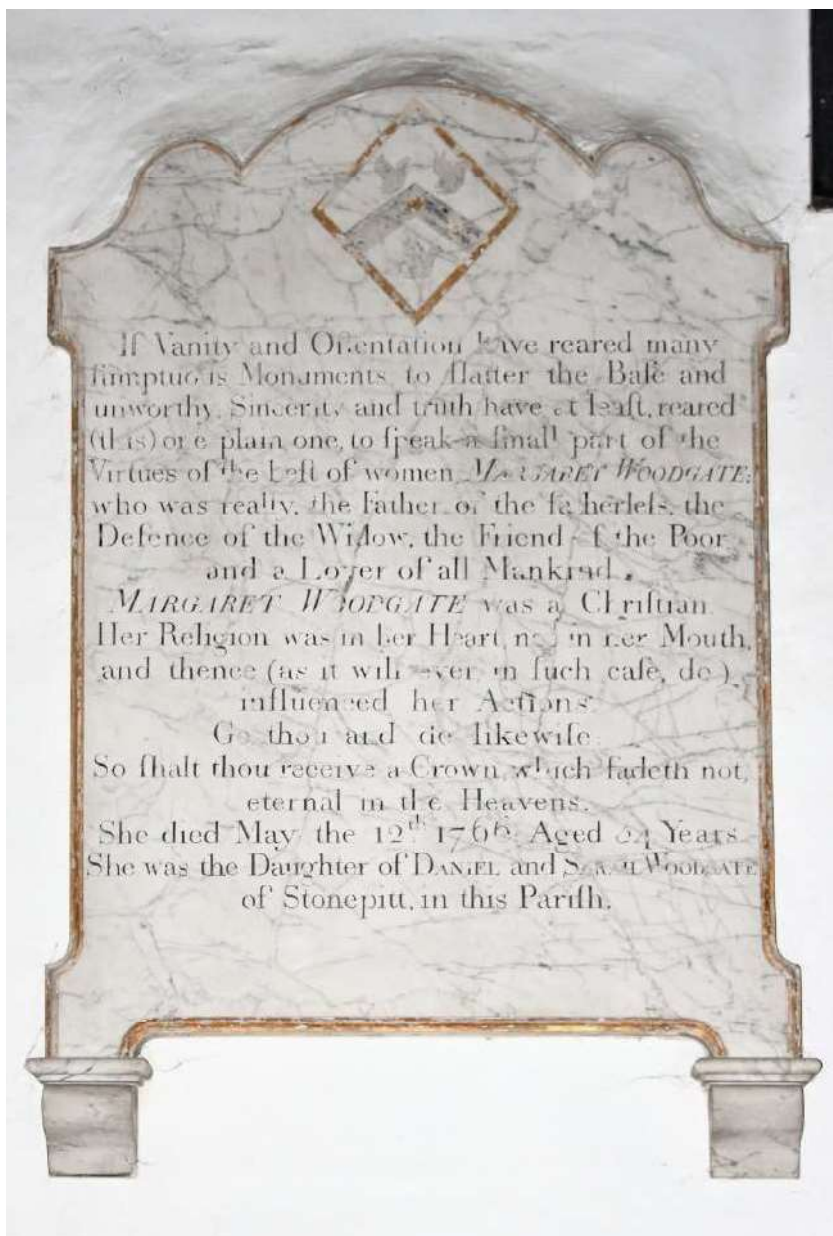 If Vanity and Oſtentation have reared many
ſumptuous Monuments, to flatter the Baſe and
unworthy, Sincerity and truth have at leaſt, reared
(this) one plain one, to ſpeak a ſmall part of the
Virtues of the beſt of women MARGARET WOODGATE;
who was really, the Father of the fatherleſs, the
Defence of the Widow, the Friend of the Poor
and a Lover of all Mankind.
MARGARET WOODGATE was a Chriſtian
Her Religion was in her Heart, not in her Mouth,
and thence (as it will ever, in ſuch caſe, do)
influenced her Actions
Go thou and do likewiſe
So ſhalt thou receive a Crown, which fadeth not,
eternal in the Heavens.
She died May the 12th 1766. Aged Years
She was the Daughter of DANIEL and SARAH WOODGATE
of Stonepitt, in this Pariſh.